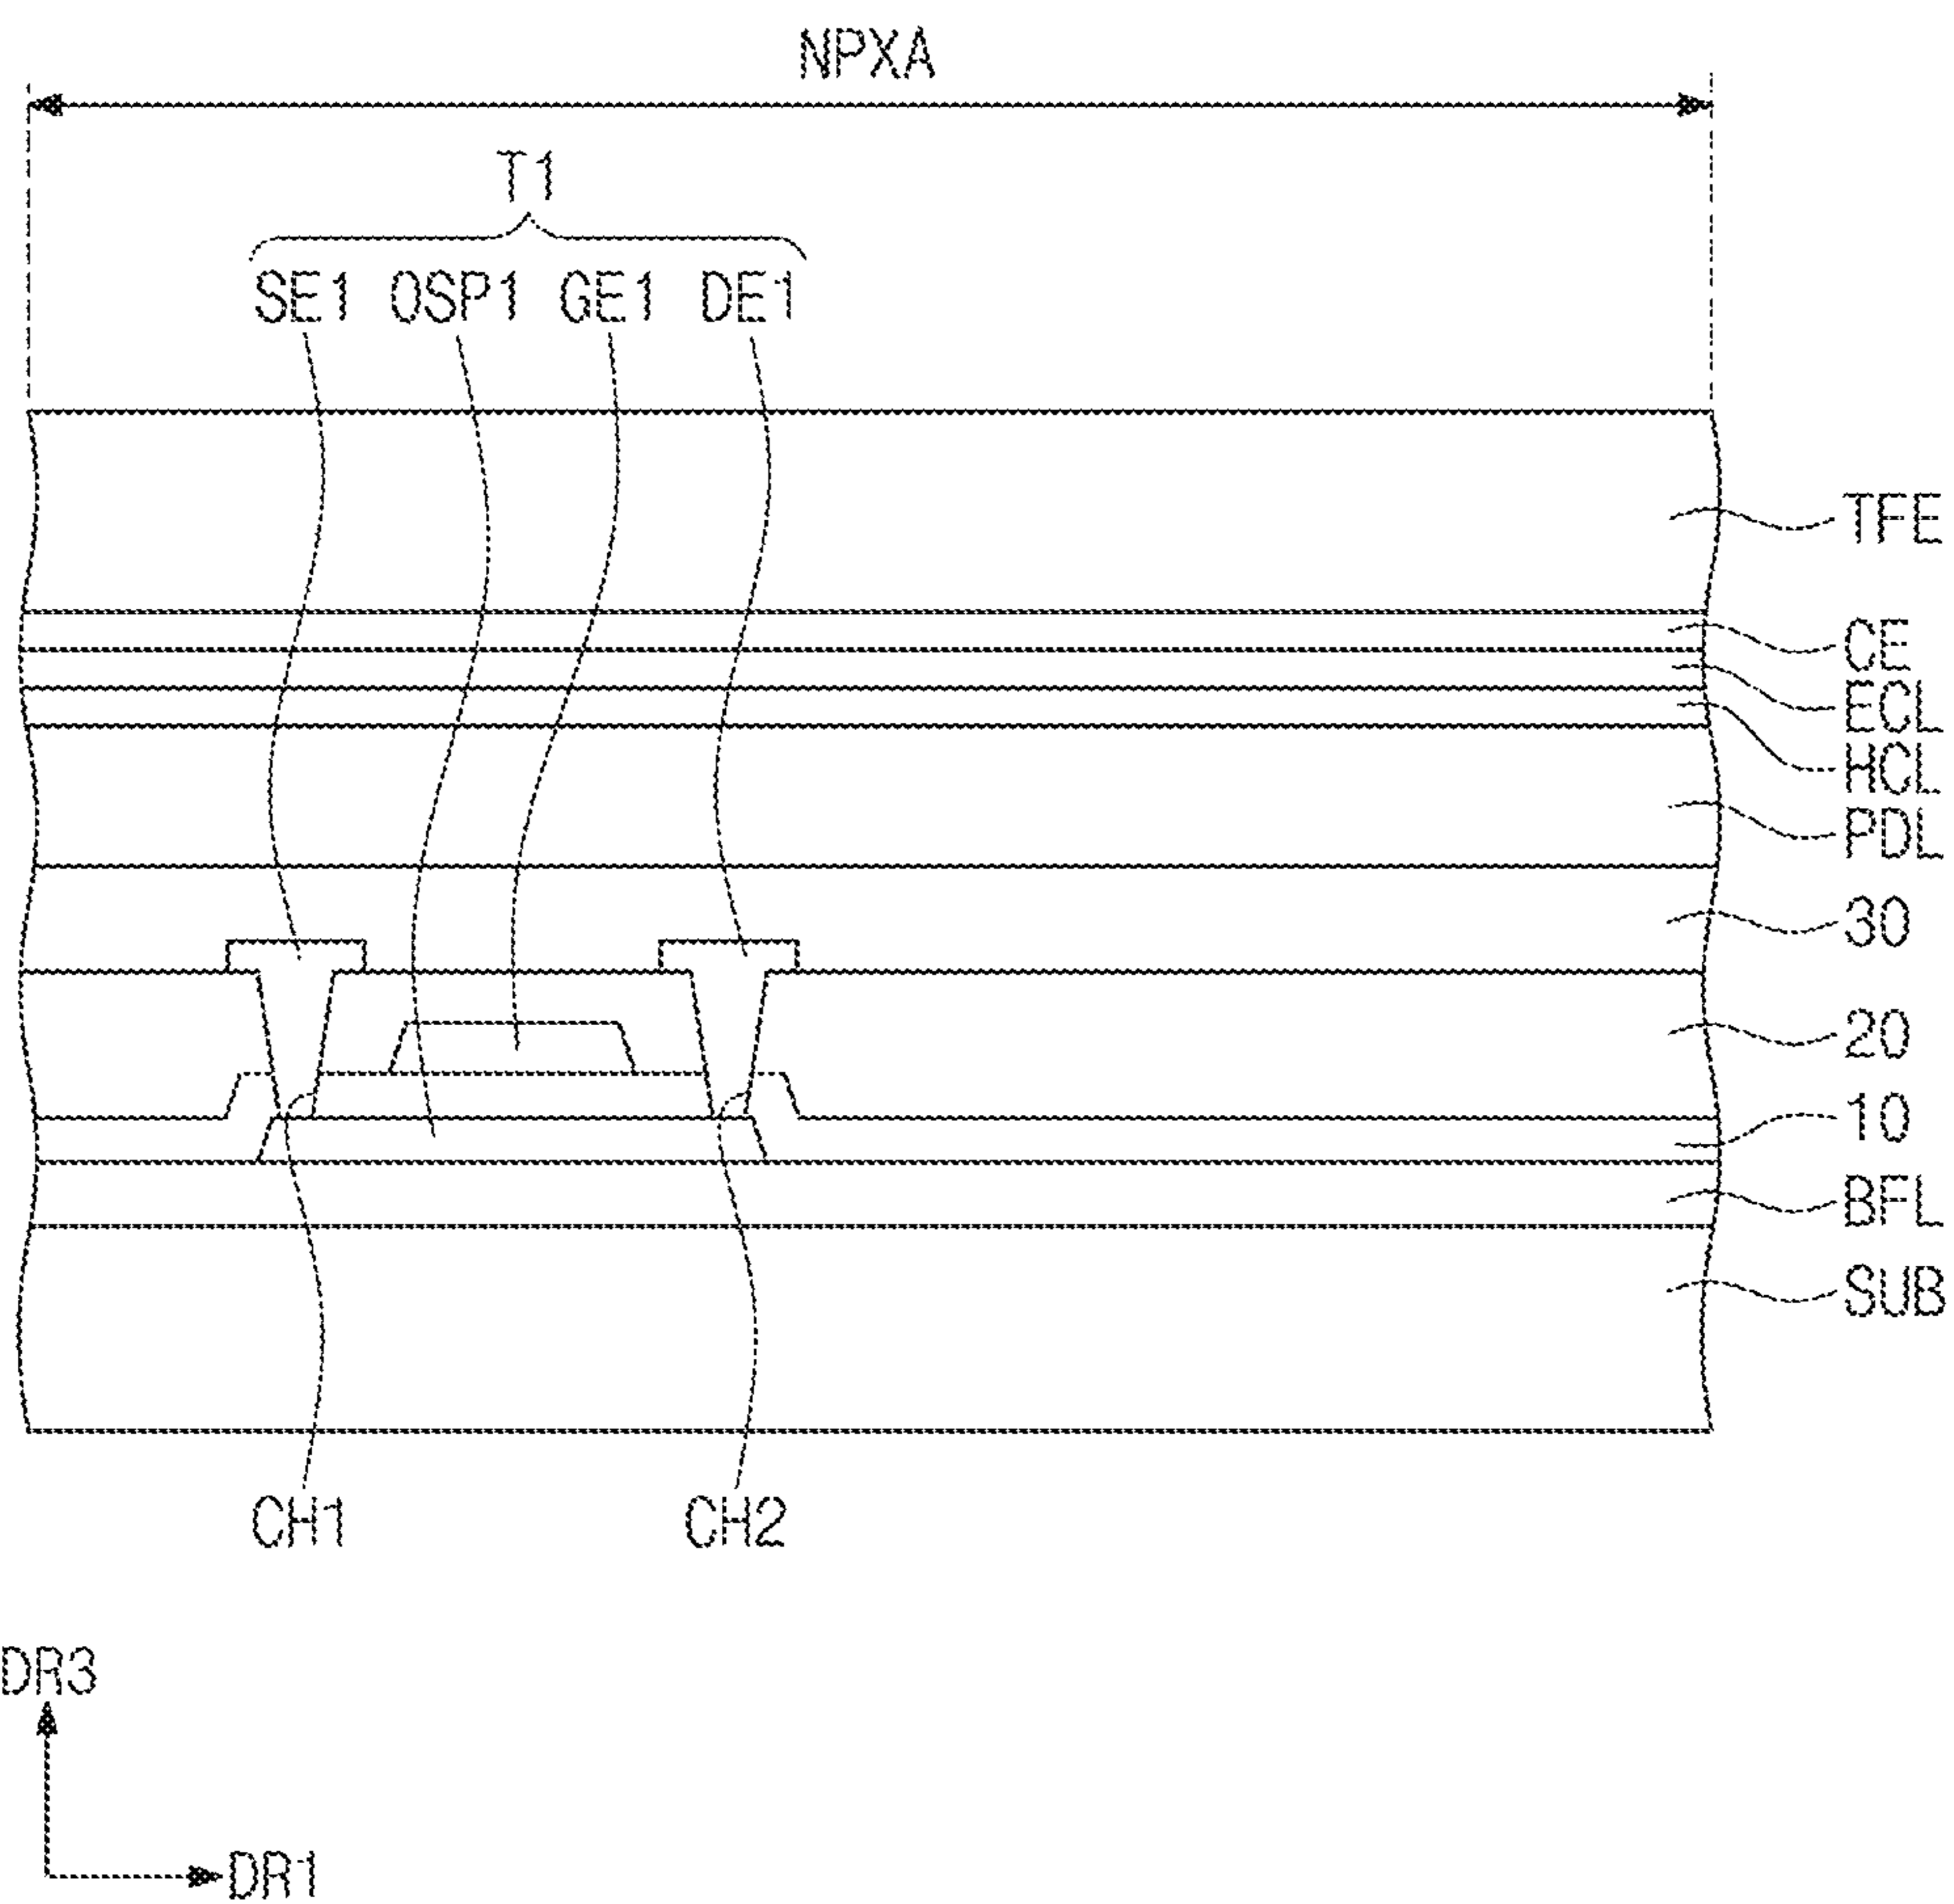 NPXA
T1
SE1 OSP1 GE1 DE1
TFE
CE
ECL
HCL
PDL
30
20
10
BFL
SUB
CH1 CH2
DR3
DR1